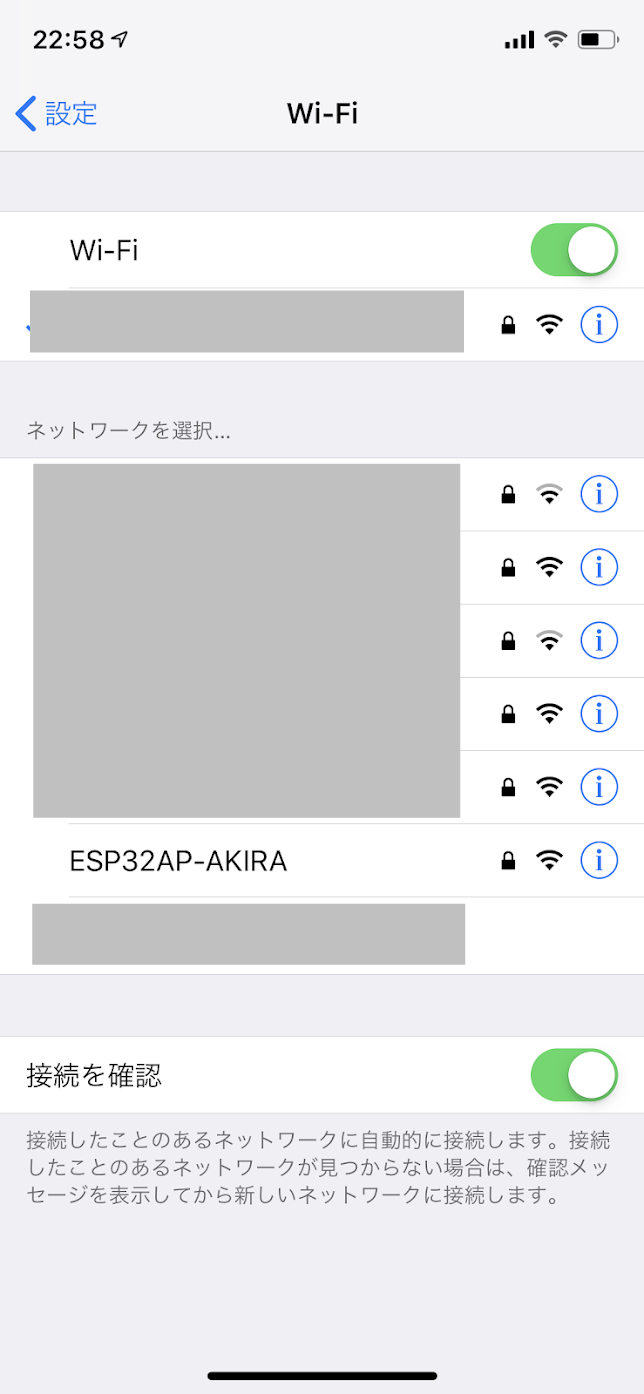 22:58
設定
Wi-Fi
Wi-Fi
ネットワークを選択...
ESP32AP-AKIRA
接続を確認
接続したことのあるネットワークに自動的に接続します。接続
したことのあるネットワークが見つからない場合は、確認メッ
セージを表示してから新しいネットワークに接続します。